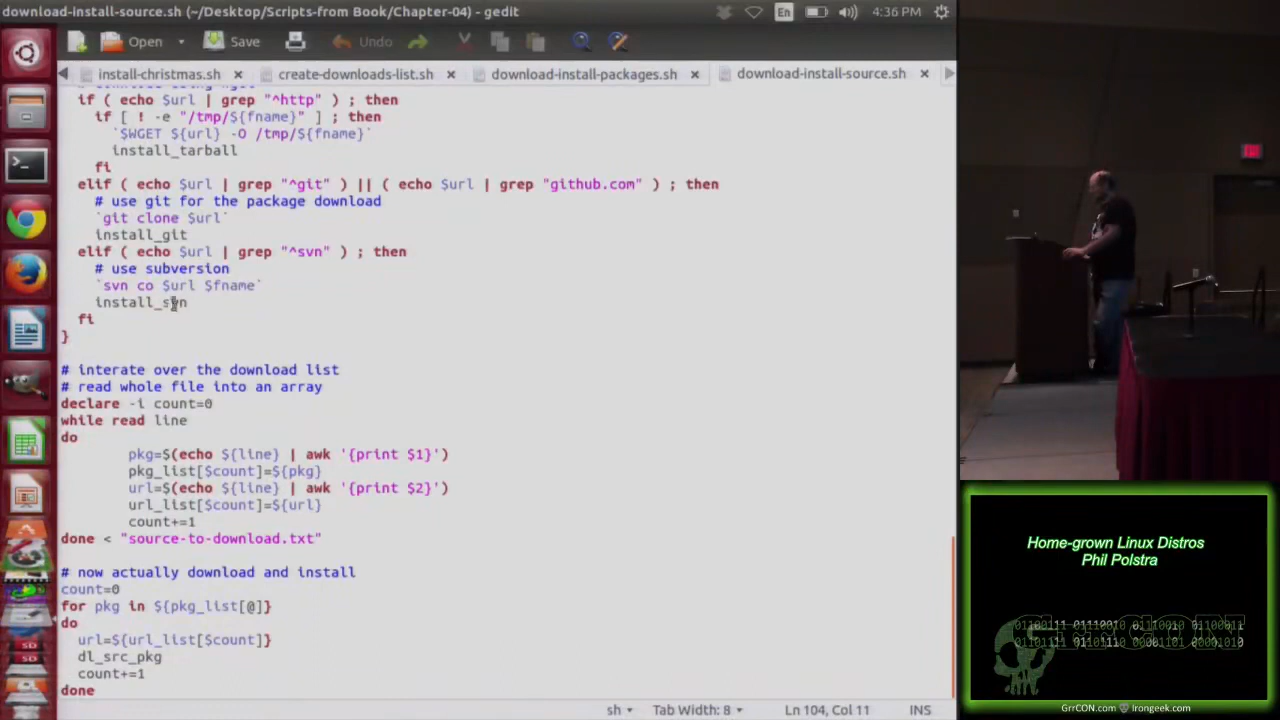 download-install-source.sh (~/Desktop/Scripts-from Book/Chapter-04) - gedit
En
4:36 PM
Open
Save
Undo
install-christmas.sh
create-downloads-list.sh
download-install-packages.sh
download-install-source.sh
if ( echo $url | grep "^http" ) ; then
if [ ! -e "/tmp/${fname}" ] ; then
`$WGET ${url} -O /tmp/${fname}`
install_tarball
fi
elif ( echo $url | grep "^git" ) || ( echo $url | grep "github.com" ) ; then
# use git for the package download
`git clone $url`
install_git
elif ( echo $url | grep "^svn" ) ; then
# use subversion
`svn co $url $fname`
install_svn
fi
}
# interate over the download list
# read whole file into an array
declare -i count=0
while read line
do
pkg=$(echo ${line} | awk '{print $1}')
pkg_list[$count]=${pkg}
url=$(echo ${line} | awk '{print $2}')
url_list[$count]=${url}
count+=1
done < "source-to-download.txt"
# now actually download and install
count=0
for pkg in ${pkg_list[@]}
do
url=${url_list[$count]}
dl_src_pkg
count+=1
done
sh
Tab Width: 8
Ln 104, Col 11
INS
Home-grown Linux Distros
Phil Polstra
GrrCON
GrrCON.com
Irongeek.com